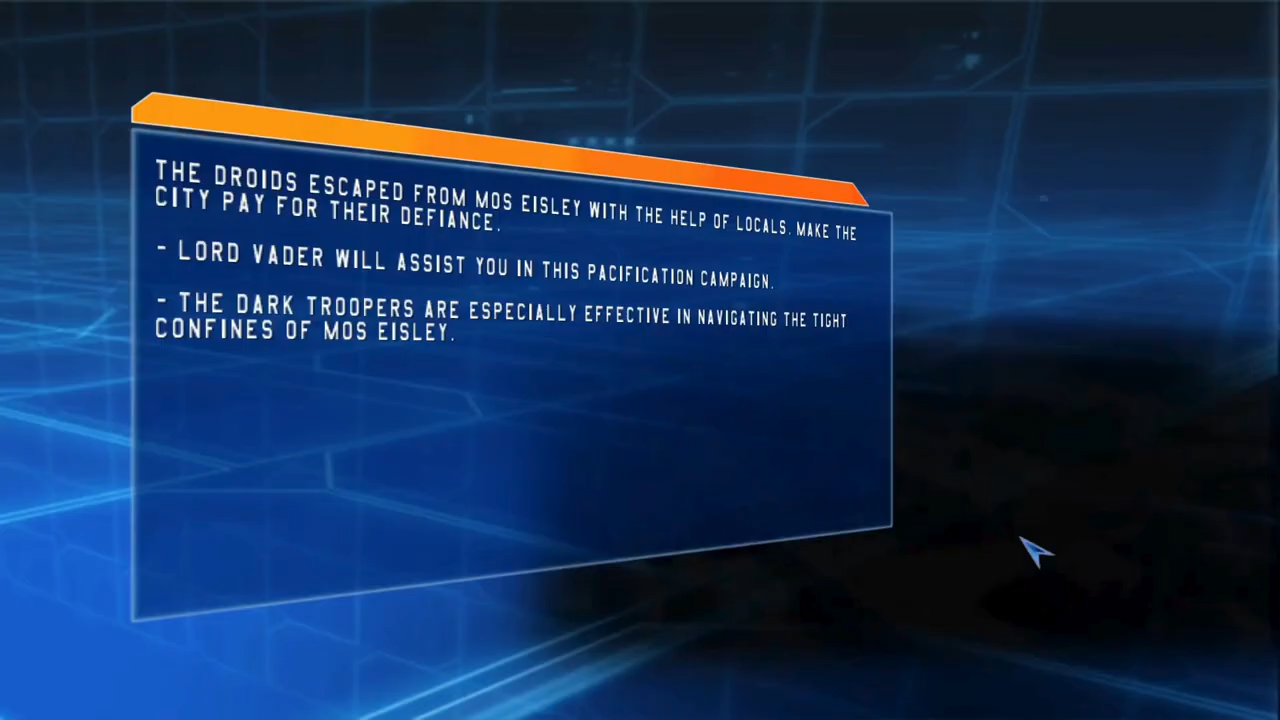 THE DROIDS ESCAPED FROM MOS EISLEY WITH THE HELP OF LOCALS. MAKE THE
CITY PAY FOR THEIR DEFIANCE.
- LORD VADER WILL ASSIST YOU IN THIS PACIFICATION CAMPAIGN.
- THE DARK TROOPERS ARE ESPECIALLY EFFECTIVE IN NAVIGATING THE TIGHT
CONFINES OF MOS EISLEY.